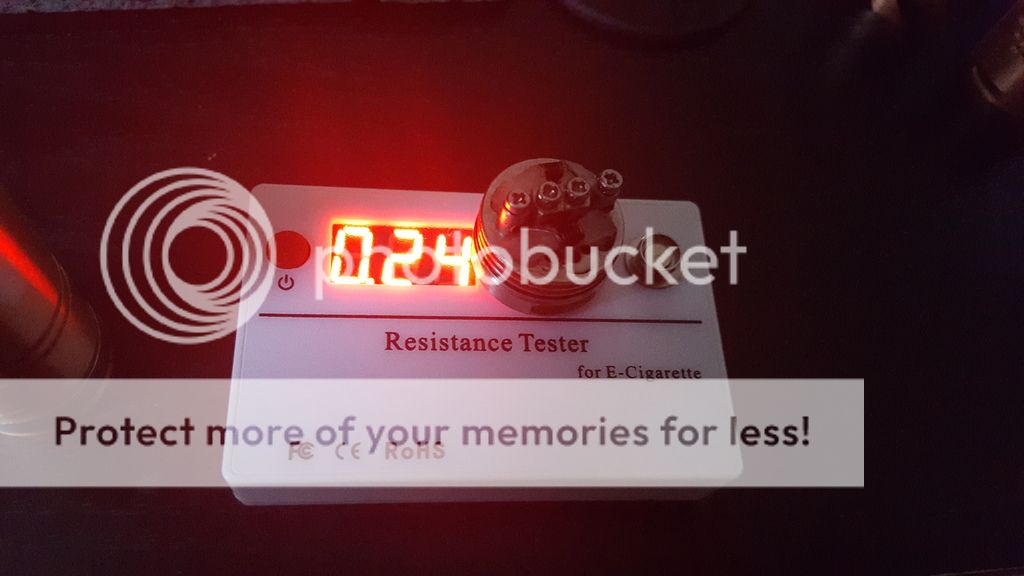 0.24
photobucket
Resistance Tester
for E-Cigarette
Protect more of your memories for less!
FC CE RoHS